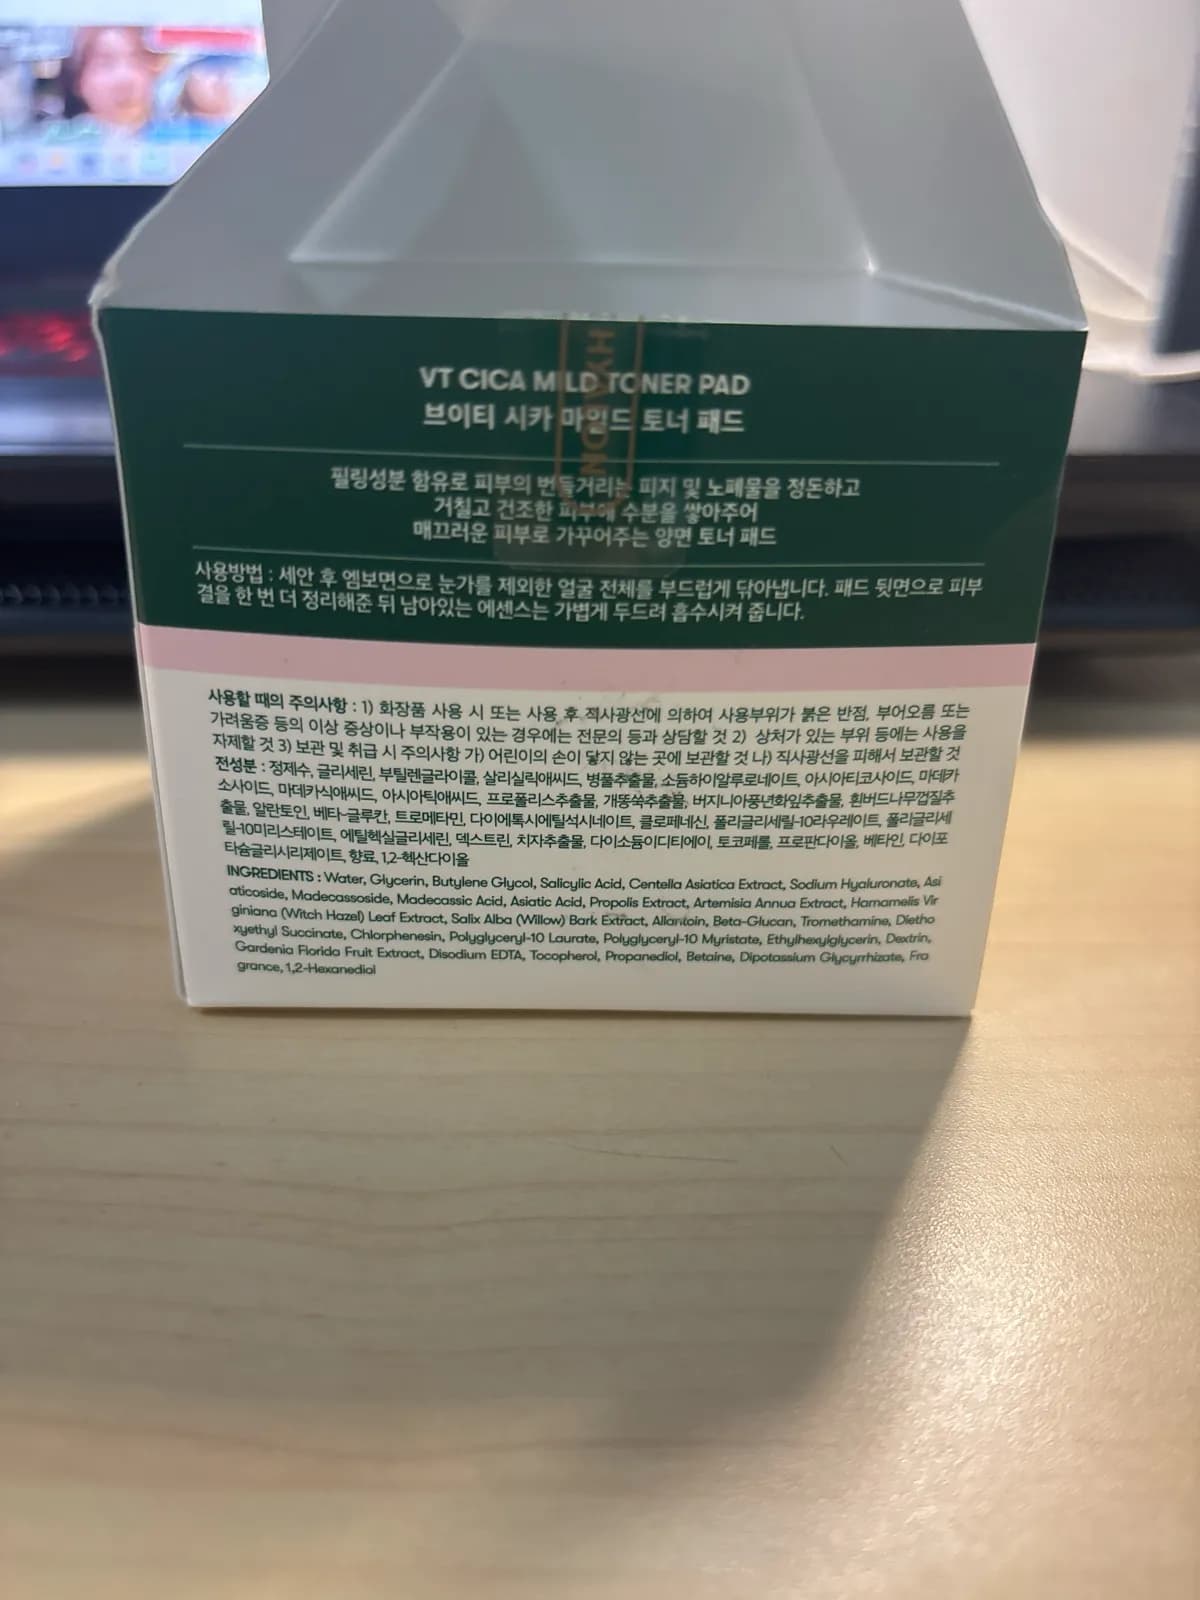 VT CICA MILD TONER PAD
브이티 시카 마일드 토너 패드
필링성분 함유로 피부의 번들거리는 피지 및 노폐물을 정돈하고
거칠고 건조한 피부에 수분을 쌓아주어
매끄러운 피부로 가꾸어주는 양면 토너 패드
사용방법 : 세안 후 엠보면으로 눈가를 제외한 얼굴 전체를 부드럽게 닦아냅니다. 패드 뒷면으로 피부
결을 한 번 더 정리해준 뒤 남아있는 에센스는 가볍게 두드려 흡수시켜 줍니다.
사용할 때의 주의사항 : 1) 화장품 사용 시 또는 사용 후 직사광선에 의하여 사용부위가 붉은 반점, 부어오름 또는
가려움증 등의 이상 증상이나 부작용이 있는 경우에는 전문의 등과 상담할 것 2) 상처가 있는 부위 등에는 사용을
자제할 것 3) 보관 및 취급 시 주의사항 가) 어린이의 손이 닿지 않는 곳에 보관할 것 나) 직사광선을 피해서 보관할 것
전성분 : 정제수, 글리세린, 부틸렌글라이콜, 살리실릭애씨드, 병풀추출물, 소듐하이알루로네이트, 아시아티코사이드, 마데카
소사이드, 마데카식애씨드, 아시아틱애씨드, 프로폴리스추출물, 개똥쑥추출물, 버지니아풍년화잎추출물, 흰버드나무껍질추
출물, 알란토인, 베타-글루칸, 트로메타민, 다이에톡시에틸석시네이트, 클로페네신, 폴리글리세릴-10라우레이트, 폴리글리세
릴-10미리스테이트, 에틸헥실글리세린, 덱스트린, 치자추출물, 다이소듐이디티에이, 토코페롤, 프로판다이올, 베타인, 다이포
타슘글리시리제이트, 향료, 1,2-헥산다이올
INGREDIENTS : Water, Glycerin, Butylene Glycol, Salicylic Acid, Centella Asiatica Extract, Sodium Hyaluronate, Asi
aticoside, Madecassoside, Madecassic Acid, Asiatic Acid, Propolis Extract, Artemisia Annua Extract, Hamamelis Vir
giniana (Witch Hazel) Leaf Extract, Salix Alba (Willow) Bark Extract, Allantoin, Beta-Glucan, Tromethamine, Dietho
xyethyl Succinate, Chlorphenesin, Polyglyceryl-10 Laurate, Polyglyceryl-10 Myristate, Ethylhexylglycerin, Dextrin,
Gardenia Florida Fruit Extract, Disodium EDTA, Tocopherol, Propanediol, Betaine, Dipotassium Glycyrrhizate, Fra
grance, 1,2-Hexanediol